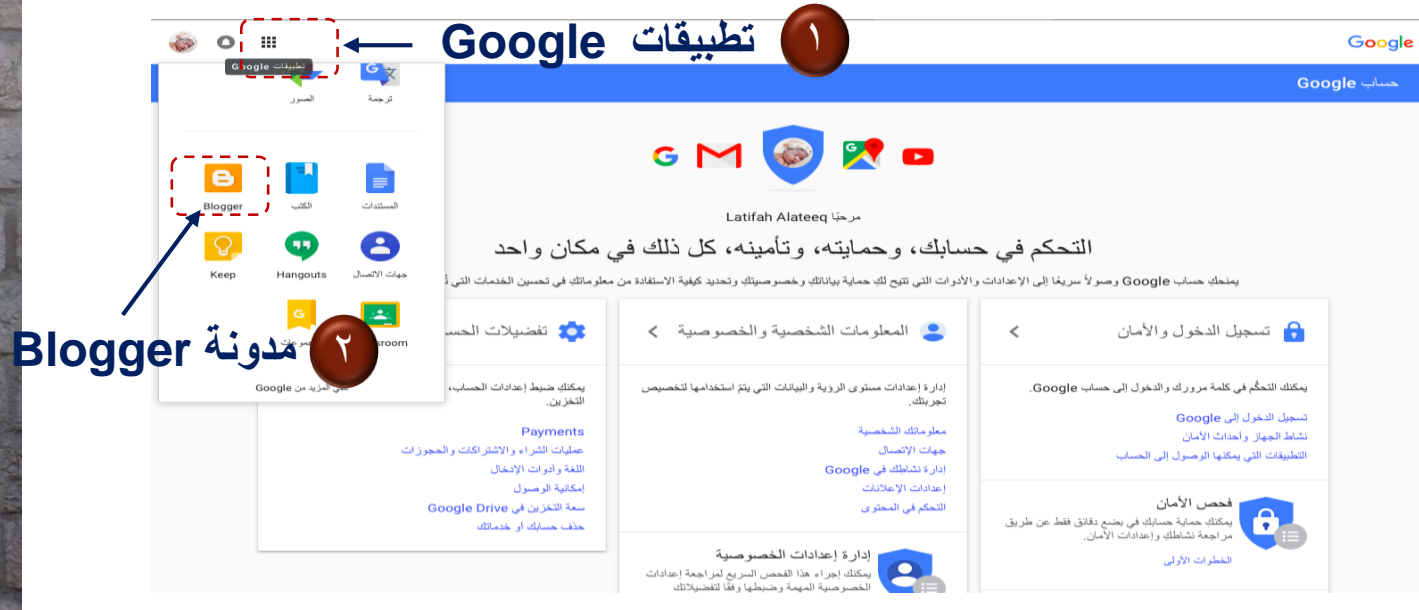 ١ تطبيقات Google
Google
حساب Google
تطبيقات Google
ترجمة
الصور
المستندات
الكتب
Blogger
جهات الاتصال
Hangouts
Keep
٢ مدونة Blogger
مرحبًا Latifah Alateeq
التحكم في حسابك، وحمايته، وتأمينه، كل ذلك في مكان واحد
يمنحكِ حساب Google وصولاً سريعًا إلى الإعدادات والأدوات التي تتيح لكِ حماية بياناتكِ وخصوصيتكِ وتحديد كيفية الاستفادة من معلوماتكِ في تحسين الخدمات التي
تسجيل الدخول والأمان
يمكنك التحكُم في كلمة مرورك والدخول إلى حساب Google.
تسجيل الدخول إلى Google
نشاط الجهاز وأحداث الأمان
التطبيقات التي يمكنها الوصول إلى الحساب
فحص الأمان
يمكنكِ حماية حسابكِ في بضع دقائق فقط عن طريق
مراجعة نشاطكِ وإعدادات الأمان.
الخطوات الأولى
المعلومات الشخصية والخصوصية
إدارة إعدادات مستوى الرؤية والبيانات التي يتم استخدامها لتخصيص
تجربتك.
معلوماتك الشخصية
جهات الإتصال
إدارة نشاطِك في Google
إعدادات الإعلانات
التحكم في المحتوى
إدارة إعدادات الخصوصية
يمكنك إجراء هذا الفحص السريع لمراجعة إعدادات
الخصوصية المهمة وضبطها وفقًا لتفضيلاتك
تفضيلات
يمكنكِ ضبط إعدادات الحساب،
التخزين.
Payments
عمليات الشراء والاشتراكات والحجوزات
اللغة وأدوات الإدخال
إمكانية الوصول
سعة التخزين في Google Drive
حذف حسابك أو خدماتك
المزيد من Google